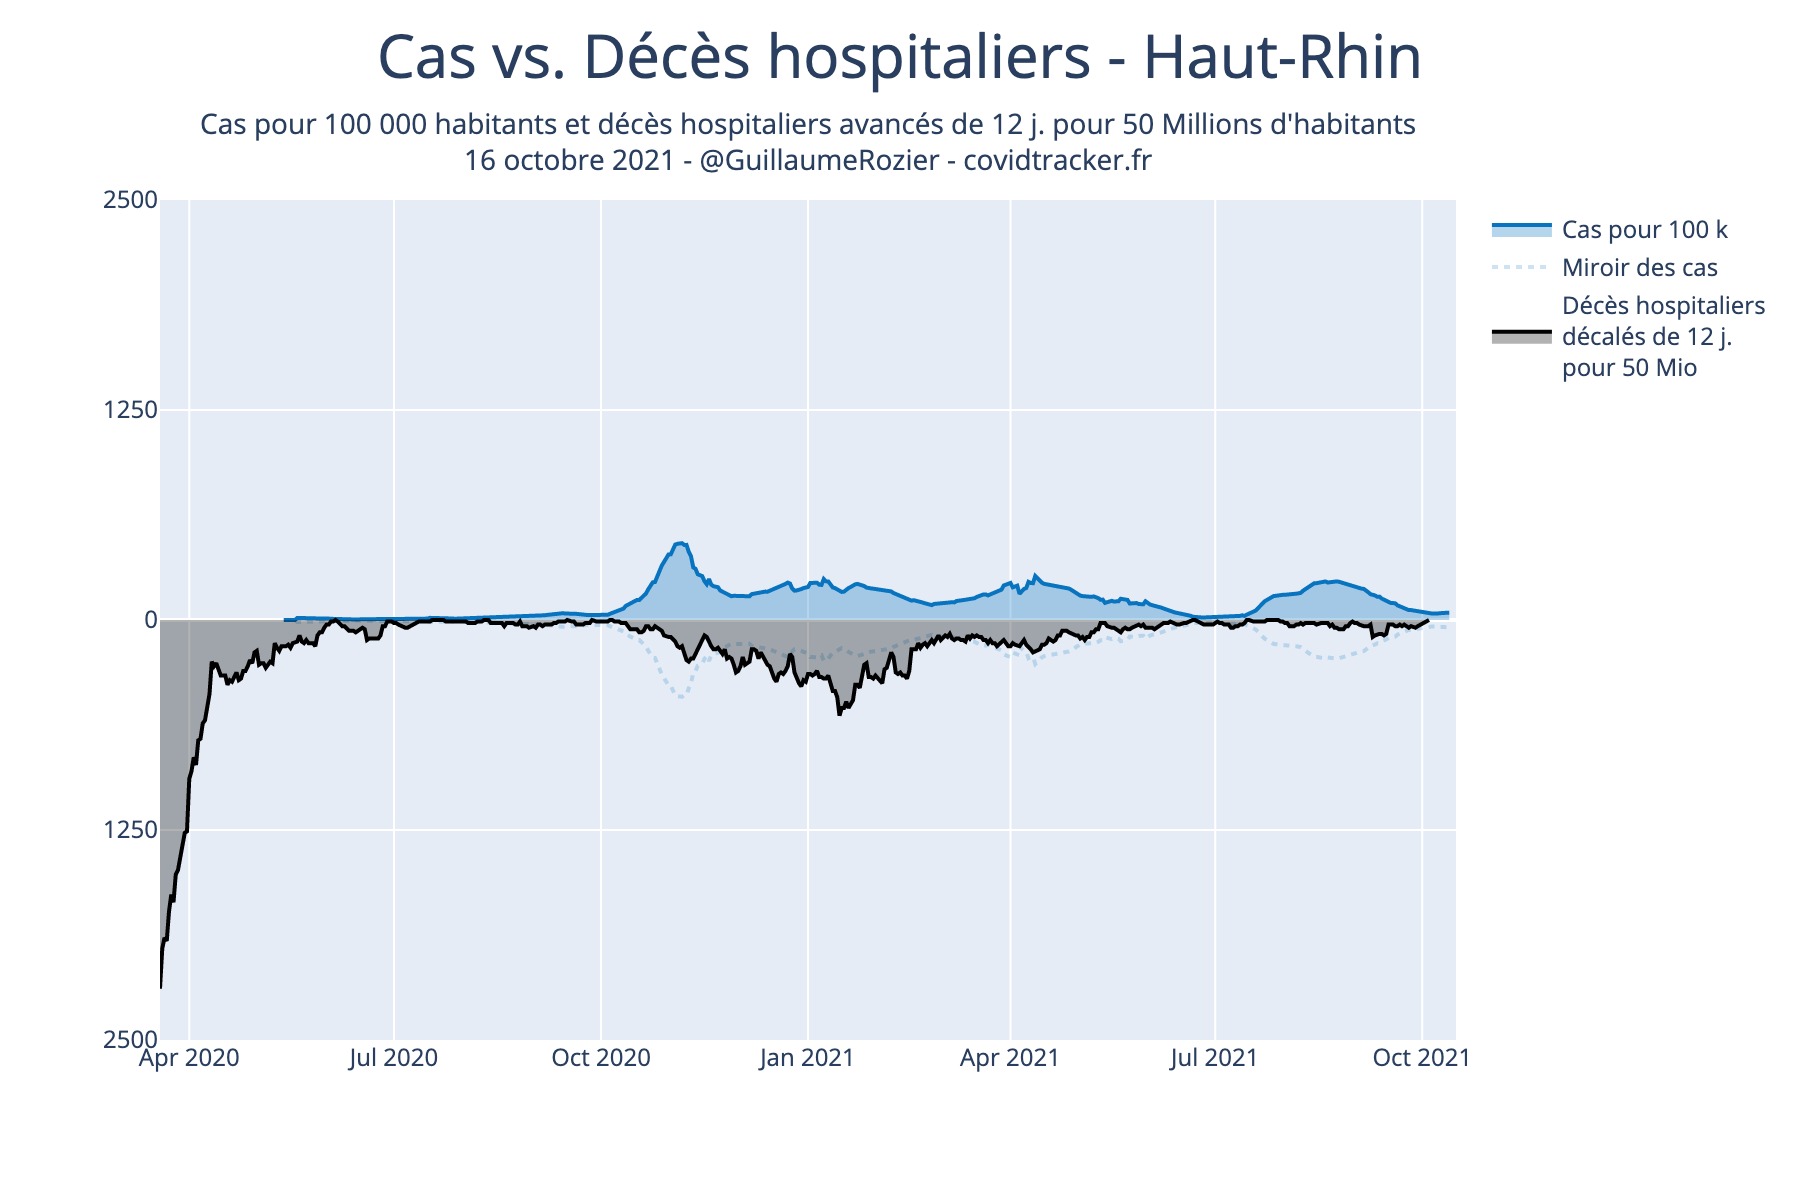 Cas vs. Décès hospitaliers - Haut-Rhin
Cas pour 100 000 habitants et décès hospitaliers avancés de 12 j. pour 50 Millions d'habitants
16 octobre 2021 - @GuillaumeRozier - covidtracker.fr
2500
1250
0
1250
2500
Apr 2020
Jul 2020
Oct 2020
Jan 2021
Apr 2021
Jul 2021
Oct 2021
Cas pour 100 k
Miroir des cas
Décès hospitaliers
décalés de 12 j.
pour 50 Mio